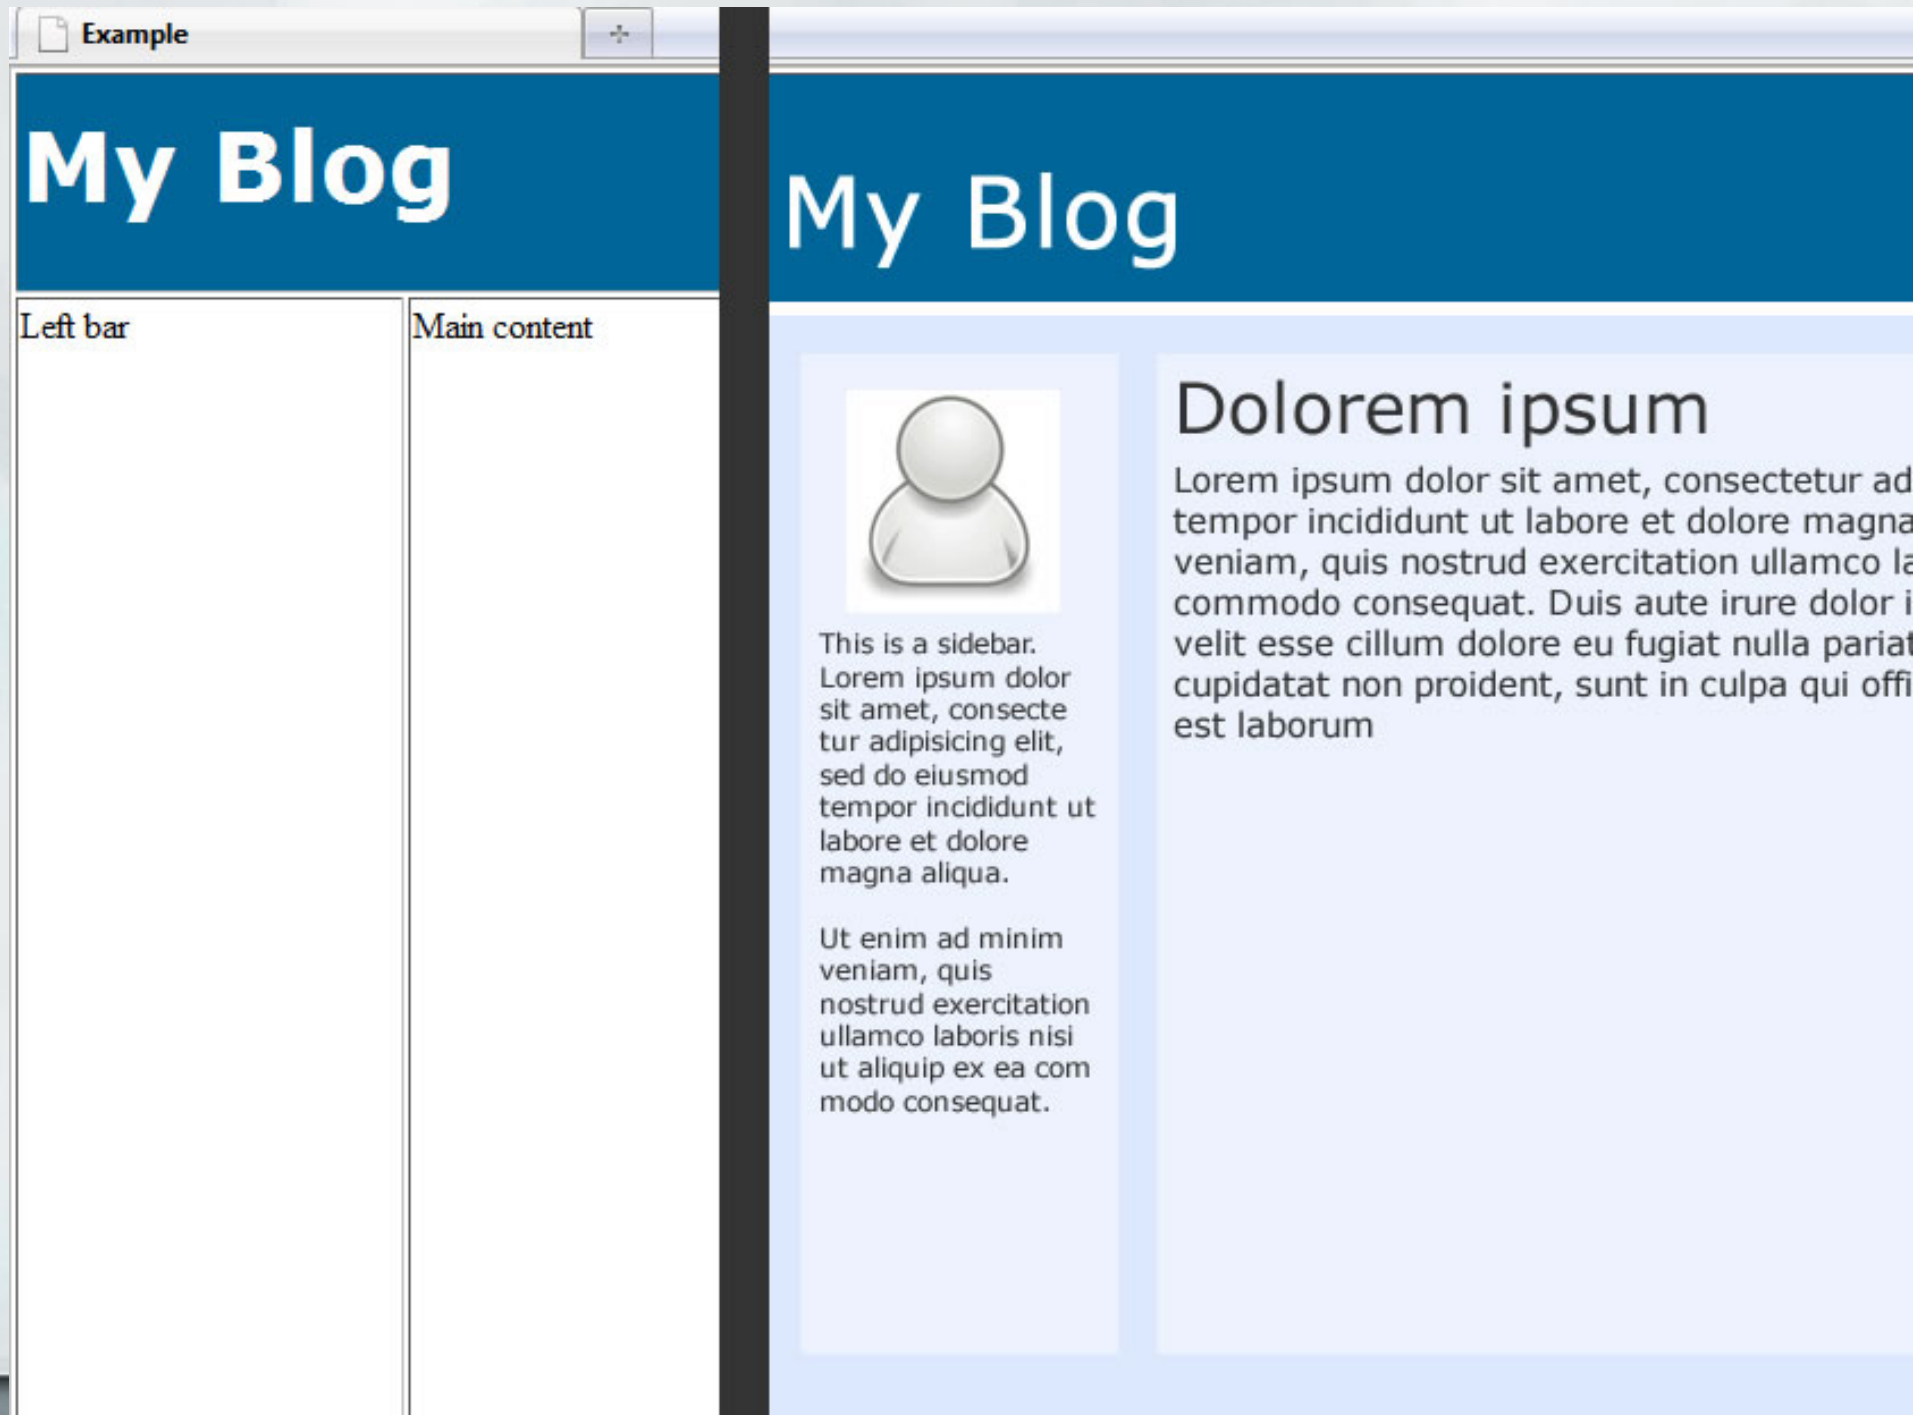 Example
My Blog
Left bar
Main content
My Blog
This is a sidebar.
Lorem ipsum dolor
sit amet, consecte
tur adipisicing elit,
sed do eiusmod
tempor incididunt ut
labore et dolore
magna aliqua.
Ut enim ad minim
veniam, quis
nostrud exercitation
ullamco laboris nisi
ut aliquip ex ea com
modo consequat.
Dolorem ipsum
Lorem ipsum dolor sit amet, consectetur ad
tempor incididunt ut labore et dolore magna
veniam, quis nostrud exercitation ullamco la
commodo consequat. Duis aute irure dolor i
velit esse cillum dolore eu fugiat nulla pariat
cupidatat non proident, sunt in culpa qui offi
est laborum